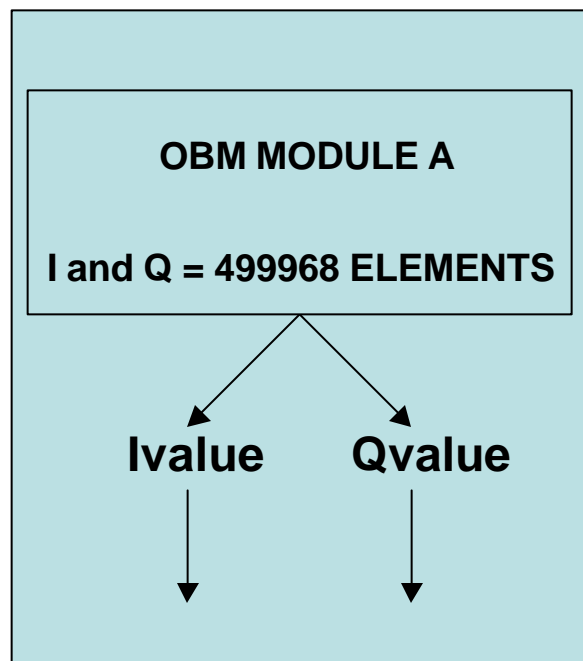 OBM MODULE A
I and Q = 499968 ELEMENTS
Ivalue Qvalue